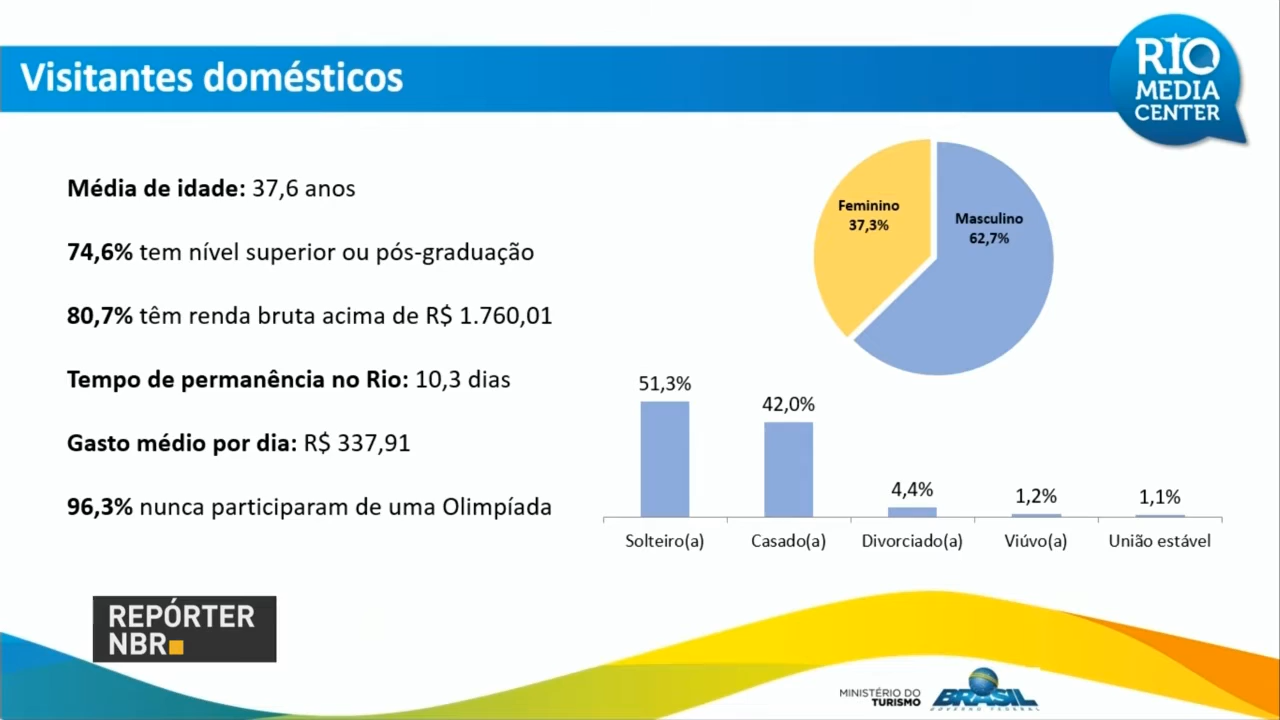 Visitantes domésticos
RIO
MEDIA
CENTER
Média de idade: 37,6 anos
74,6% tem nível superior ou pós-graduação
80,7% têm renda bruta acima de R$ 1.760,01
Tempo de permanência no Rio: 10,3 dias
Gasto médio por dia: R$ 337,91
96,3% nunca participaram de uma Olimpíada
Feminino
37,3%
Masculino
62,7%
51,3%
42,0%
4,4%
1,2%
1,1%
Solteiro(a)
Casado(a)
Divorciado(a)
Viúvo(a)
União estável
REPÓRTER
NBR
MINISTÉRIO DO
TURISMO
BRASIL
GOVERNO FEDERAL